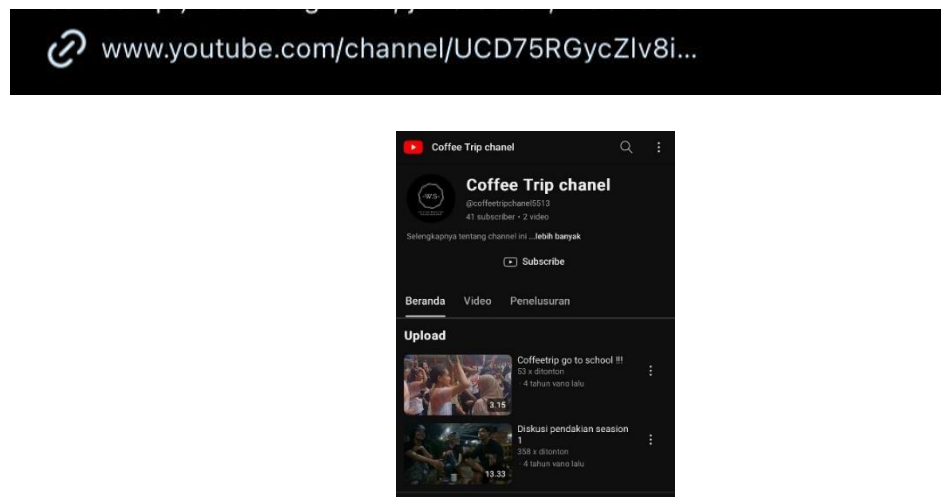 www.youtube.com/channel/UCD75RGycZlv8i...
Coffee Trip chanel
-W.S-
Coffee Trip chanel
@coffeetripchanel5513
41 subscriber • 2 video
Selengkapnya tentang channel ini ...lebih banyak
Subscribe
Beranda Video Penelusuran
Upload
Coffeetrip go to school !!!
53 x ditonton
· 4 tahun yang lalu
3.15
Diskusi pendakian seasion
1
358 x ditonton
· 4 tahun yang lalu
13.33